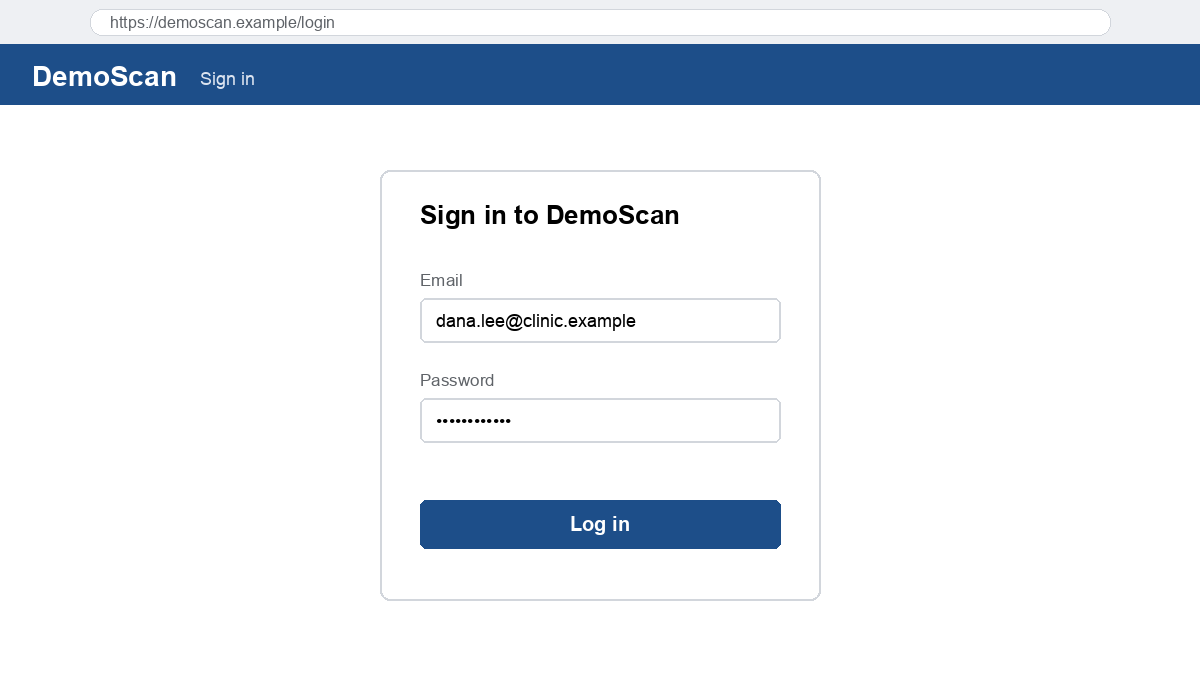 https://demoscan.example/login
DemoScan Sign in
Sign in to DemoScan
Email
dana.lee@clinic.example
Password
••••••••••••
Log in